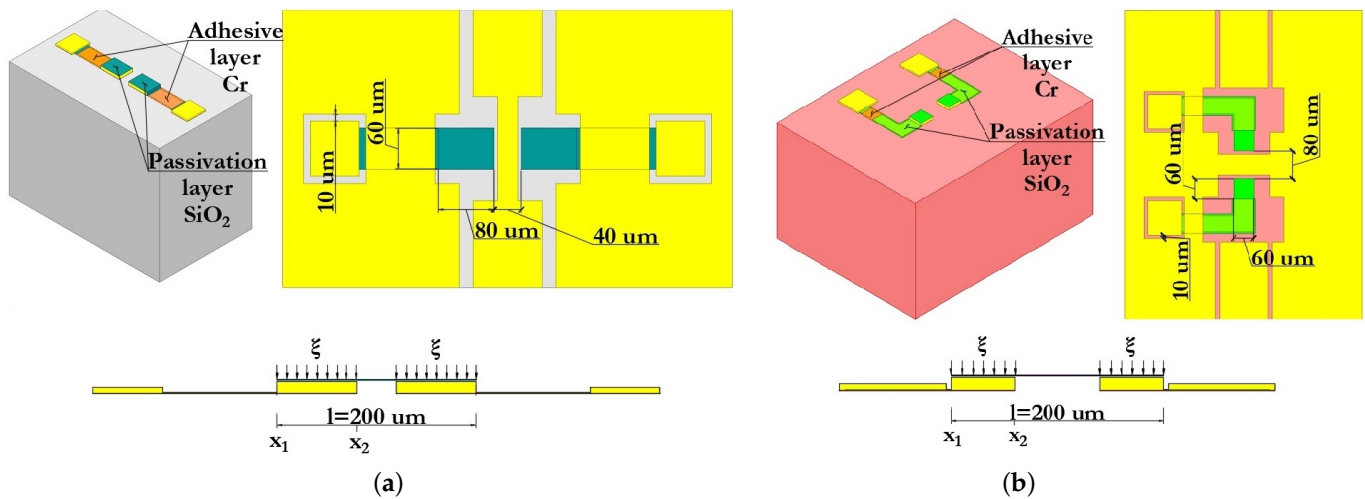 Adhesive
layer
Cr
Passivation
layer
SiO₂
10 um
60 um
80 um
40 um
ξ
ξ
l=200 um
x₁
x₂
(a)
Adhesive
layer
Cr
Passivation
layer
SiO₂
60 um
80 um
10 um
60 um
ξ
ξ
l=200 um
x₁
x₂
(b)